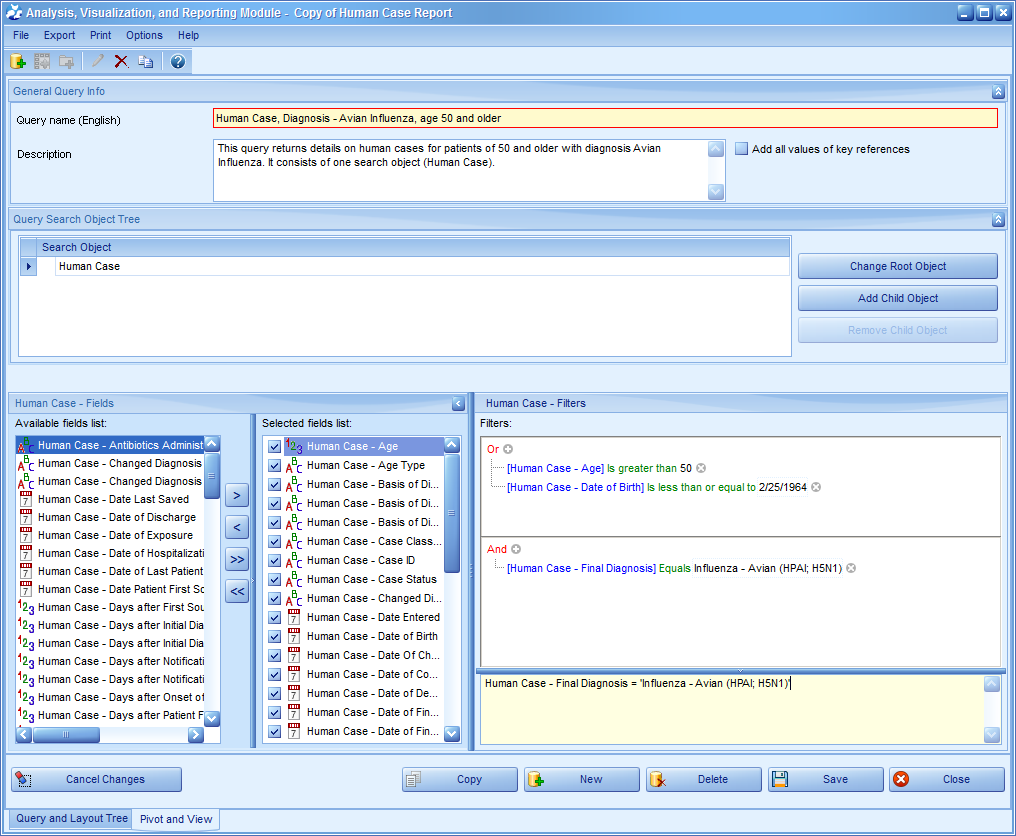 Analysis, Visualization, and Reporting Module - Copy of Human Case Report
File Export Print Options Help
General Query Info
Query name (English)
Human Case, Diagnosis - Avian Influenza, age 50 and older
Description
This query returns details on human cases for patients of 50 and older with diagnosis Avian
Influenza. It consists of one search object (Human Case).
Add all values of key references
Query Search Object Tree
Search Object
Human Case
Change Root Object
Add Child Object
Remove Child Object
Human Case - Fields
Available fields list:
Human Case - Antibiotics Administ
Human Case - Changed Diagnosis
Human Case - Changed Diagnosis
Human Case - Date Last Saved
Human Case - Date of Discharge
Human Case - Date of Exposure
Human Case - Date of Hospitalizati
Human Case - Date of Last Patient
Human Case - Date Patient First So
Human Case - Days after First Sou
Human Case - Days after Initial Dia
Human Case - Days after Initial Dia
Human Case - Days after Notificati
Human Case - Days after Notificati
Human Case - Days after Onset of
Human Case - Days after Patient F
>
<
>>
<<
Selected fields list:
Human Case - Age
Human Case - Age Type
Human Case - Basis of Di...
Human Case - Basis of Di...
Human Case - Basis of Di...
Human Case - Case Class...
Human Case - Case ID
Human Case - Case Status
Human Case - Changed Di...
Human Case - Date Entered
Human Case - Date of Birth
Human Case - Date Of Ch...
Human Case - Date of Co...
Human Case - Date of De...
Human Case - Date of Fin...
Human Case - Date of Fin...
Human Case - Filters
Filters:
Or
[Human Case - Age] Is greater than 50
[Human Case - Date of Birth] Is less than or equal to 2/25/1964
And
[Human Case - Final Diagnosis] Equals Influenza - Avian (HPAI; H5N1)
Human Case - Final Diagnosis = 'Influenza - Avian (HPAI; H5N1)'
Cancel Changes
Copy
New
Delete
Save
Close
Query and Layout Tree
Pivot and View